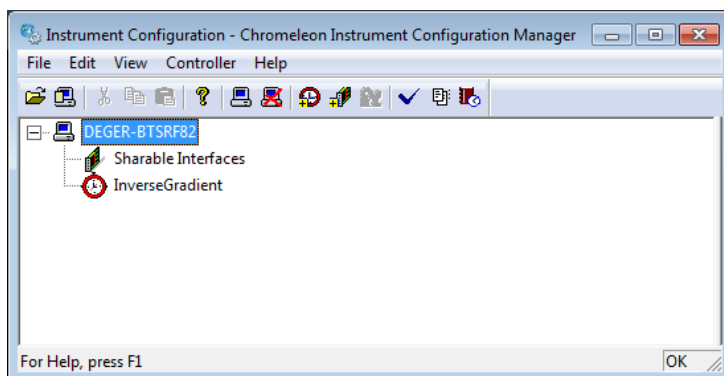 Instrument Configuration - Chromeleon Instrument Configuration Manager
File Edit View Controller Help
DEGER-BTSRF82
Sharable Interfaces
InverseGradient
For Help, press F1 OK